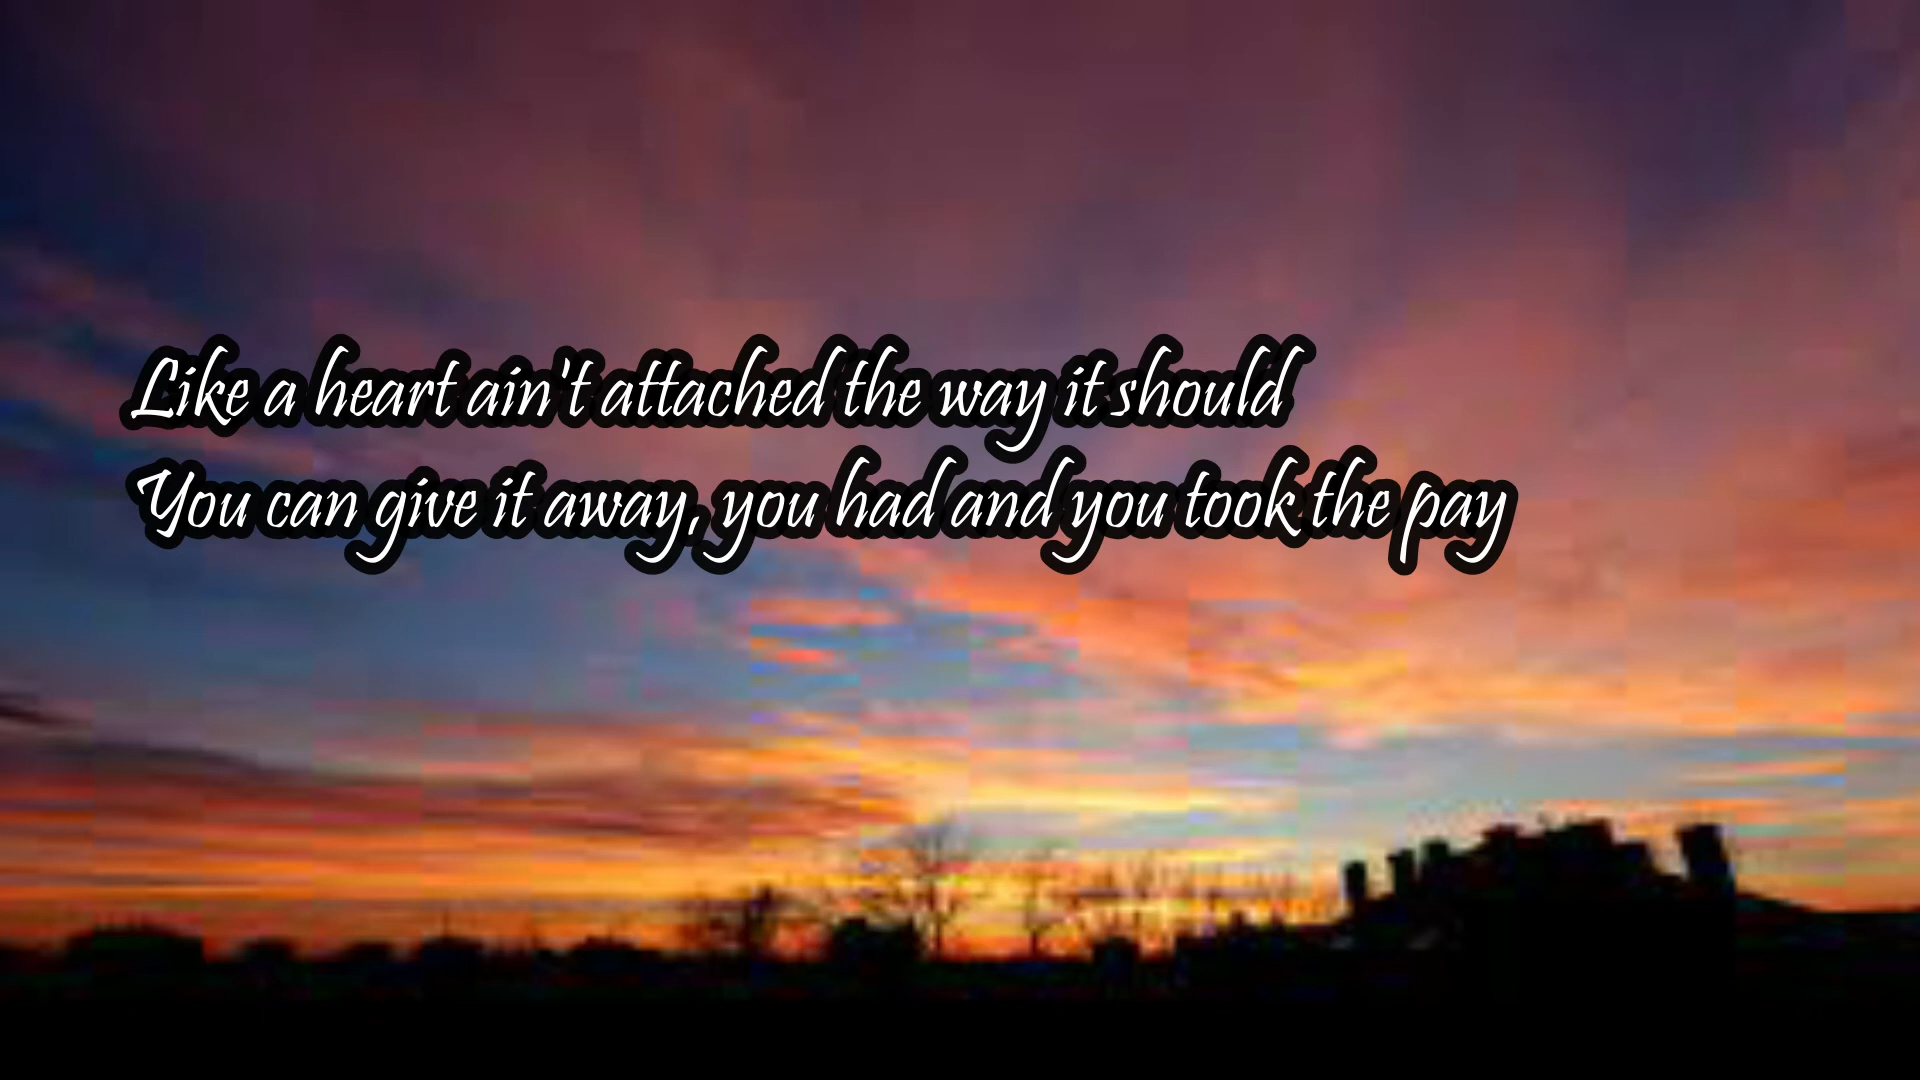 Like a heart ain't attached the way it should
You can give it away, you had and you took the pay